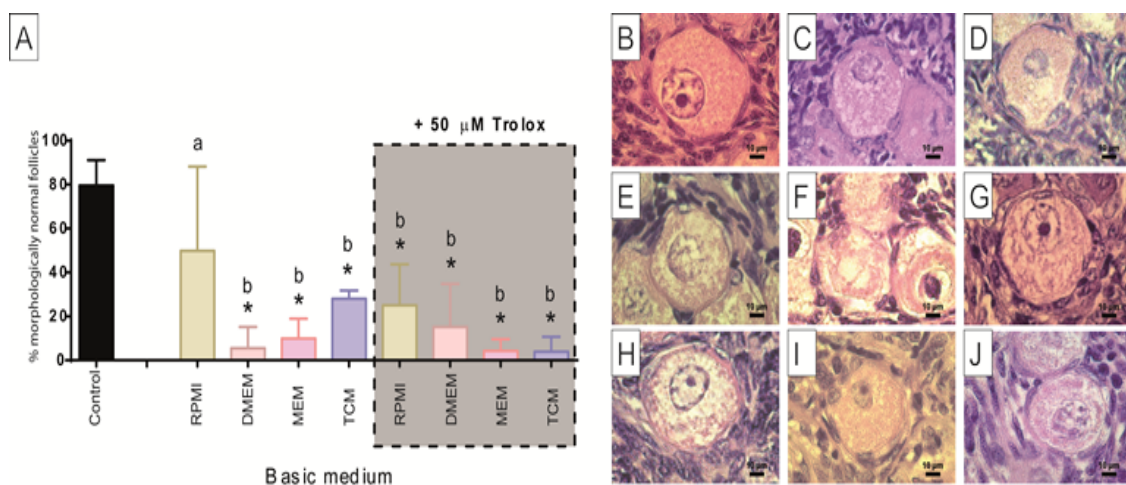 A
+ 50 μM Trolox
% morphologically normal follicles
100
80
60
40
20
0
a
b
*
b
*
b
*
b
*
b
*
b
*
b
*
Control
RPMI
DMEM
MEM
TCM
RPMI
DMEM
MEM
TCM
Basic medium
B
10 μm
C
10 μm
D
10 μm
E
10 μm
F
10 μm
G
10 μm
H
10 μm
I
10 μm
J
10 μm